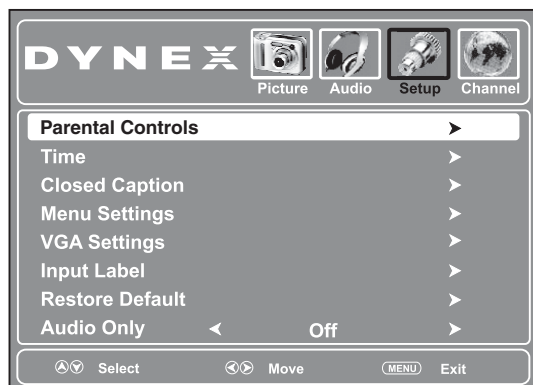 DYNEX
Picture Audio Setup Channel
Parental Controls
Time
Closed Caption
Menu Settings
VGA Settings
Input Label
Restore Default
Audio Only Off
Select Move MENU Exit